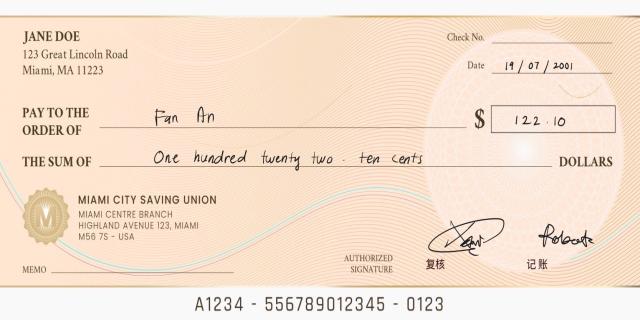 JANE DOE
123 Great Lincoln Road
Miami, MA 11223
Check No.
Date 19 / 07 / 2001
PAY TO THE
ORDER OF Fan An
$ 122.10
THE SUM OF One hundred twenty two . ten cents DOLLARS
M
MIAMI CITY SAVING UNION
MIAMI CENTRE BRANCH
HIGHLAND AVENUE 123, MIAMI
M56 7S - USA
MEMO
AUTHORIZED
SIGNATURE
复核
记账
A1234 - 556789012345 - 0123